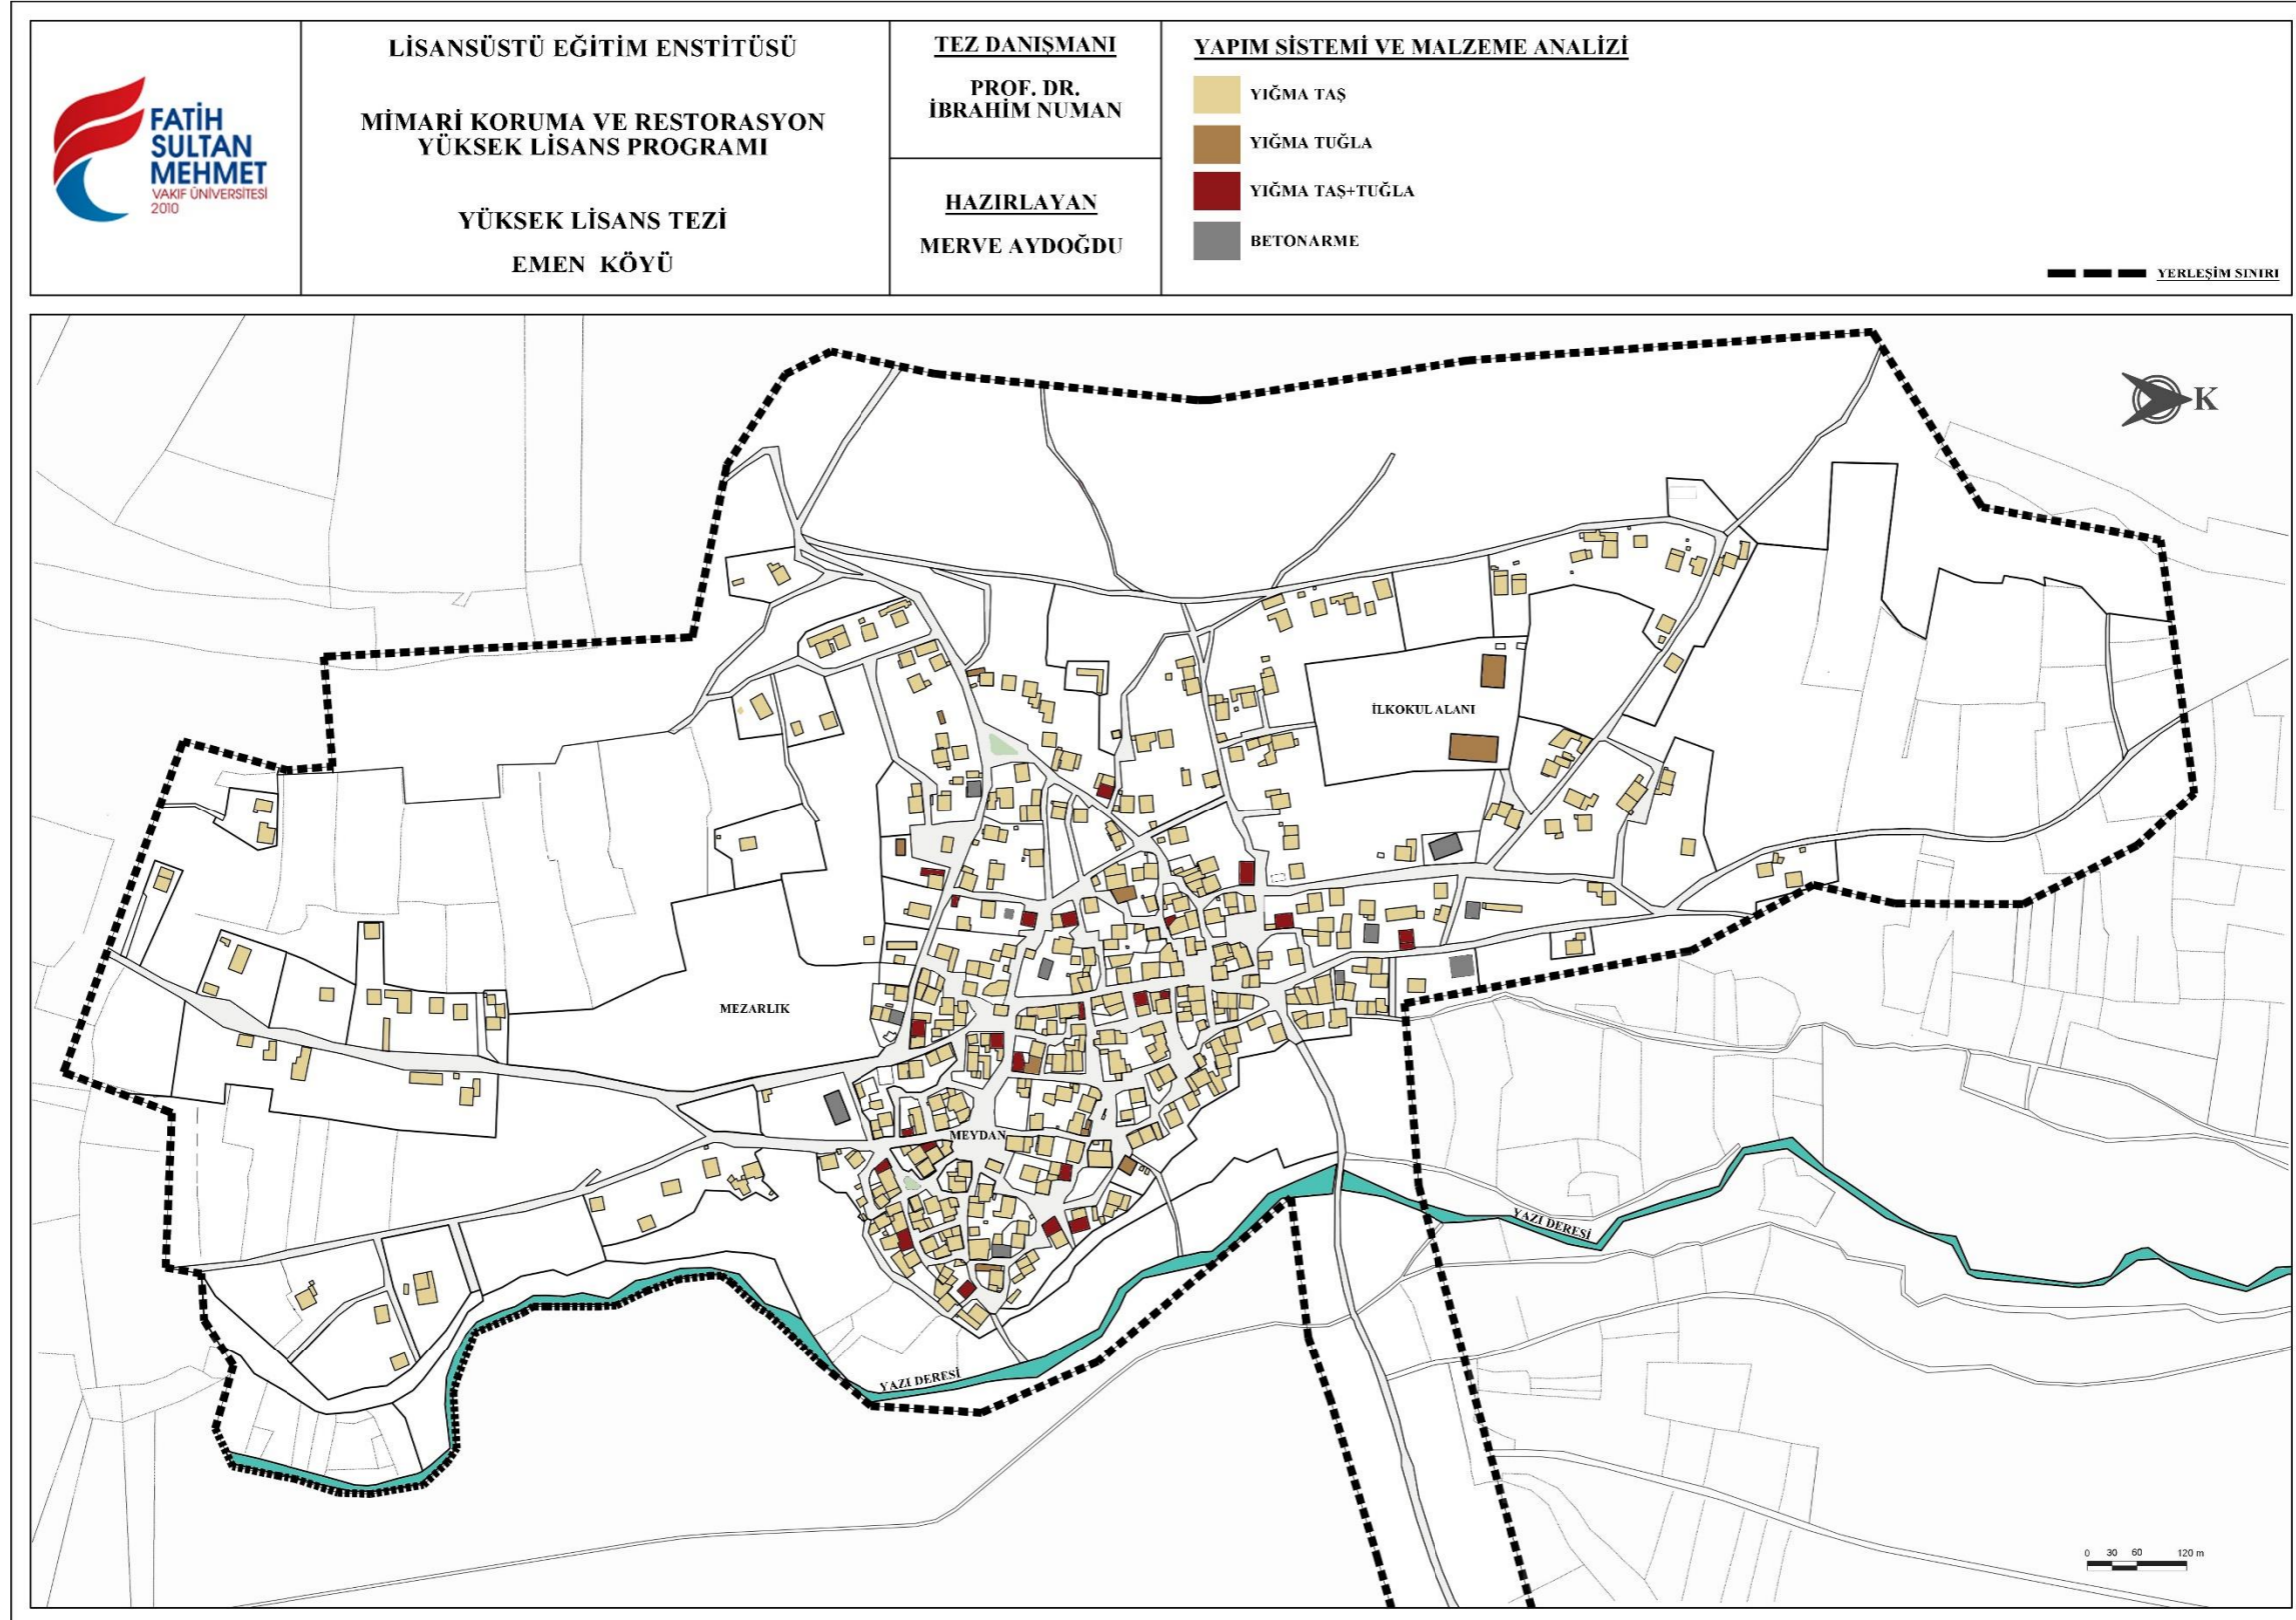 FATİH
SULTAN
MEHMET
VAKIF ÜNİVERSİTESİ
2010
LİSANSÜSTÜ EĞİTİM ENSTİTÜSÜ
MİMARİ KORUMA VE RESTORASYON
YÜKSEK LİSANS PROGRAMI
YÜKSEK LİSANS TEZİ
EMEN KÖYÜ
TEZ DANIŞMANI
PROF. DR.
İBRAHİM NUMAN
HAZIRLAYAN
MERVE AYDOĞDU
YAPIM SİSTEMİ VE MALZEME ANALİZİ
YIĞMA TAŞ
YIĞMA TUĞLA
YIĞMA TAŞ+TUĞLA
BETONARME
YERLEŞİM SINIRI
K
İLKOKUL ALANI
MEZARLIK
MEYDAN
YAZI DERESİ
YAZI DERESİ
0 30 60 120 m